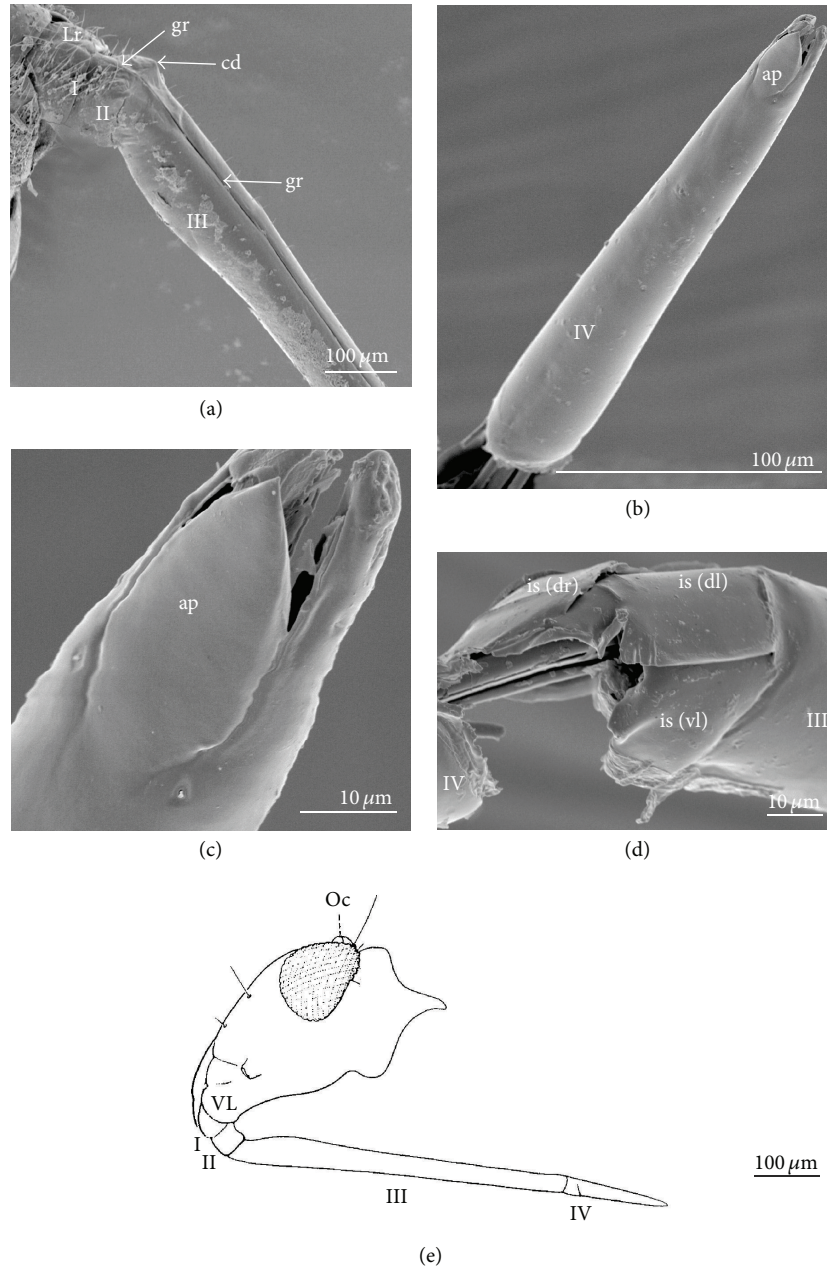 Lr
gr
cd
I
II
gr
III
100 μm
(a)
ap
IV
100 μm
(b)
ap
10 μm
(c)
is (dr)
is (dl)
is (vl)
III
IV
10 μm
(d)
Oc
VL
I
II
III
IV
100 μm
(e)